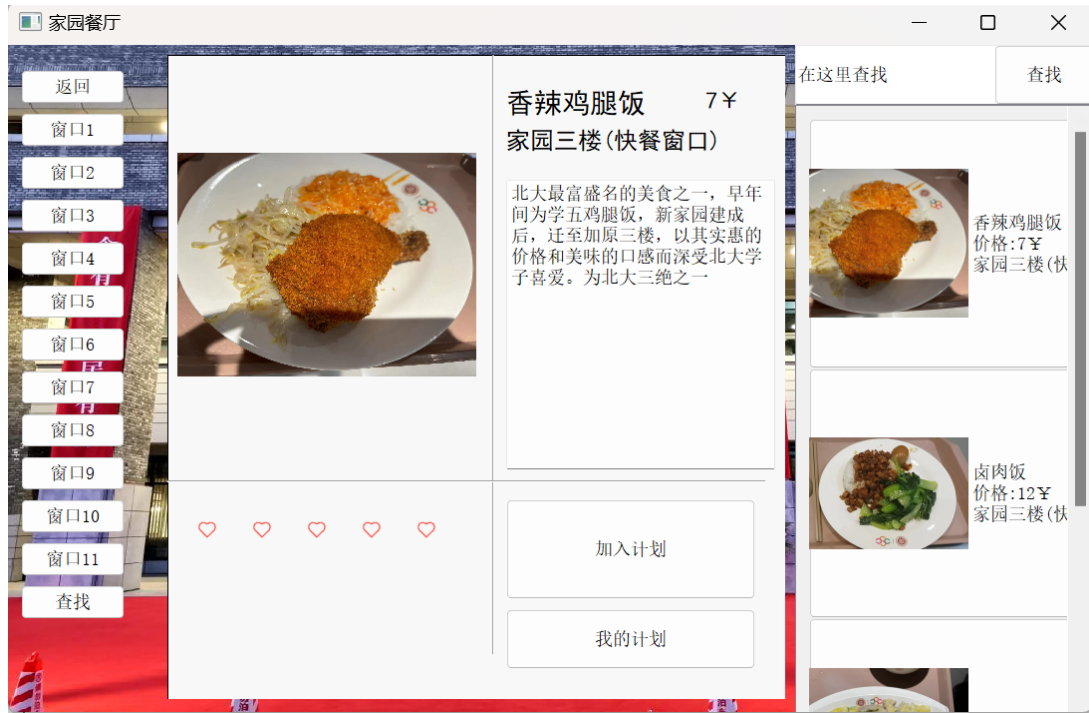 家园餐厅
返回
窗口1
窗口2
窗口3
窗口4
窗口5
窗口6
窗口7
窗口8
窗口9
窗口10
窗口11
查找
香辣鸡腿饭 7¥
家园三楼(快餐窗口)
北大最富盛名的美食之一，早年
间为学五鸡腿饭，新家园建成
后，迁至加原三楼，以其实惠的
价格和美味的口感而深受北大学
子喜爱。为北大三绝之一
加入计划
我的计划
在这里查找
查找
香辣鸡腿饭
价格:7¥
家园三楼(快
卤肉饭
价格:12¥
家园三楼(快